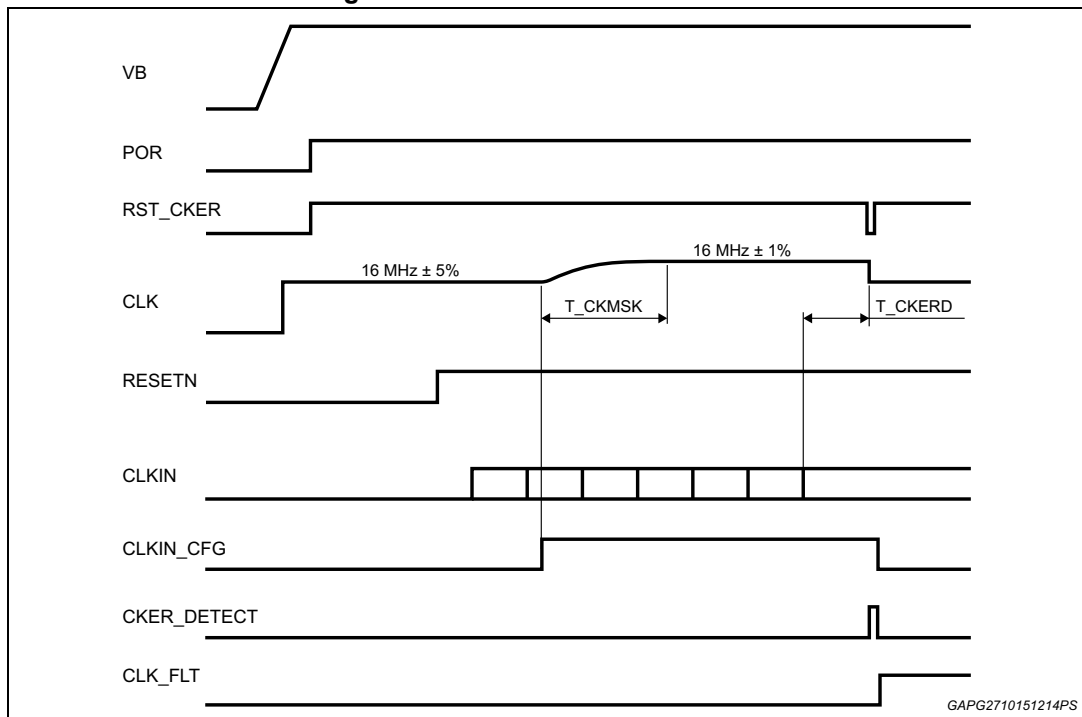 VB
POR
RST_CKER
16 MHz ± 1%
16 MHz ± 5%
CLK
T_CKMSK
T_CKERD
RESETN
CLKIN
CLKIN_CFG
CKER_DETECT
CLK_FLT
GAPG2710151214PS